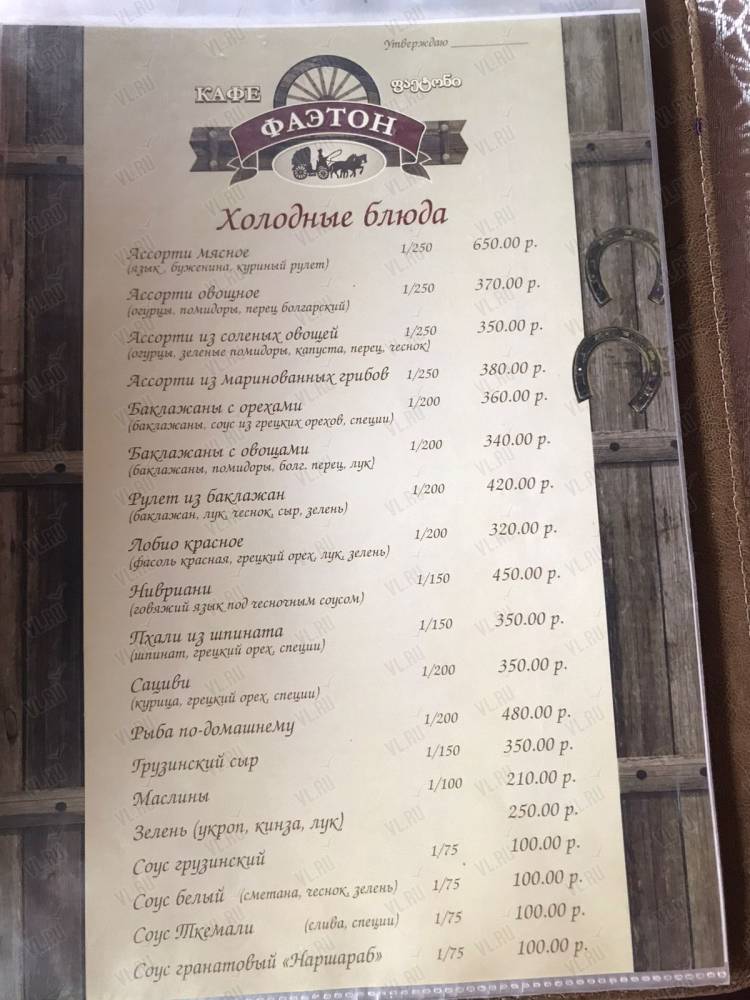 Утверждаю ____________
КАФЕ ფაეტონი
ФАЭТОН
Холодные блюда
Ассорти мясное 1/250 650.00 р.
(язык , буженина, куриный рулет)
Ассорти овощное 1/250 370.00 р.
(огурцы, помидоры, перец болгарский)
Ассорти из соленых овощей 1/250 350.00 р.
(огурцы, зеленые помидоры, капуста, перец, чеснок)
Ассорти из маринованных грибов 1/250 380.00 р.
Баклажаны с орехами 1/200 360.00 р.
(баклажаны, соус из грецких орехов, специи)
Баклажаны с овощами 1/200 340.00 р.
(баклажаны, помидоры, болг. перец, лук)
Рулет из баклажан 1/200 420.00 р.
(баклажан, лук, чеснок, сыр, зелень)
Лобио красное 1/200 320.00 р.
(фасоль красная, грецкий орех, лук, зелень)
Нивриани 1/150 450.00 р.
(говяжий язык под чесночным соусом)
Пхали из шпината 1/150 350.00 р.
(шпинат, грецкий орех, специи)
Сациви 1/200 350.00 р.
(курица, грецкий орех, специи)
Рыба по-домашнему 1/200 480.00 р.
Грузинский сыр 1/150 350.00 р.
Маслины 1/100 210.00 р.
Зелень (укроп, кинза, лук) 250.00 р.
Соус грузинский 1/75 100.00 р.
Соус белый (сметана, чеснок, зелень) 1/75 100.00 р.
Соус Ткемали (слива, специи) 1/75 100.00 р.
Соус гранатовый «Наршараб» 1/75 100.00 р.
VL.RU